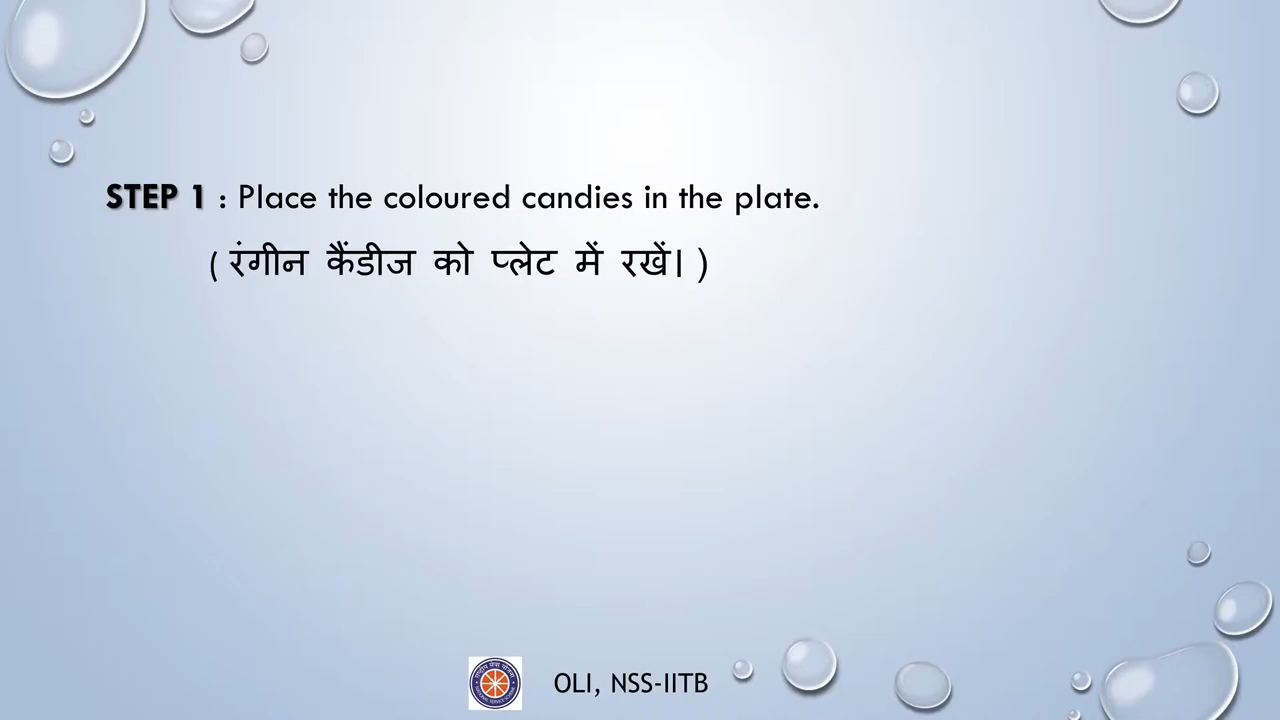 STEP 1 : Place the coloured candies in the plate.
( रंगीन कैंडीज को प्लेट में रखें। )
OLI, NSS-IITB